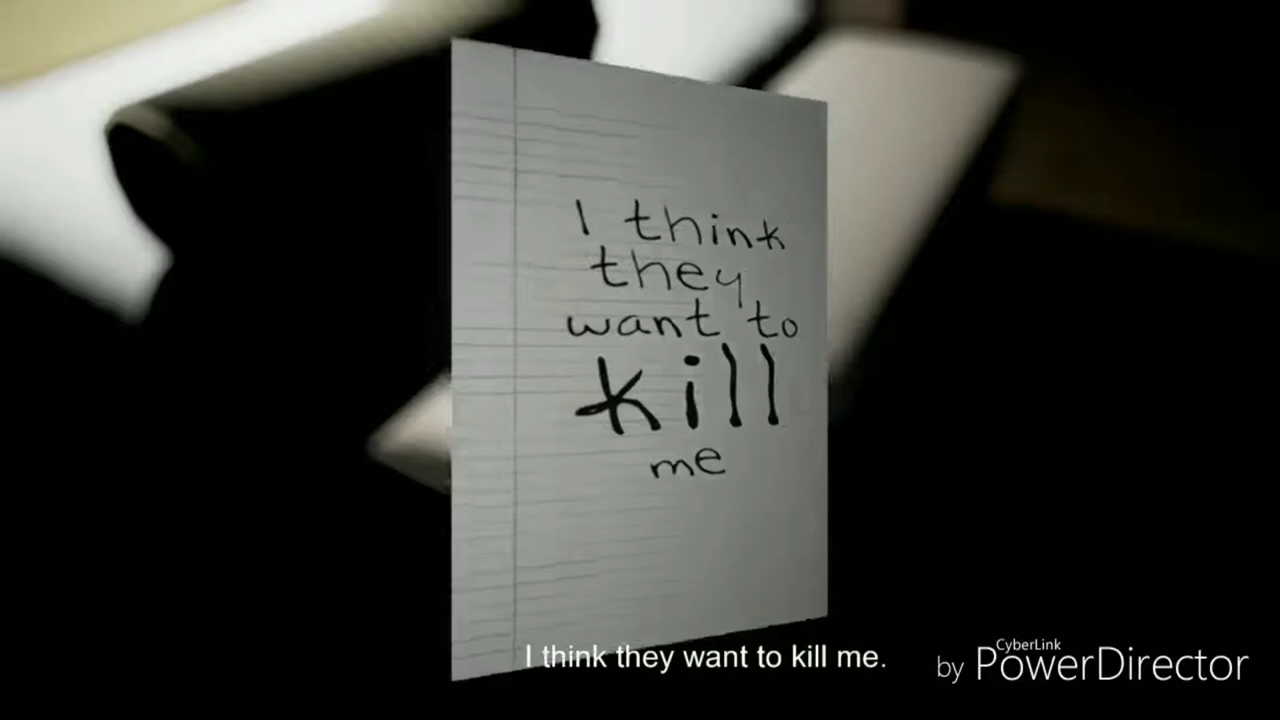 I think
they
want to
kill
me
I think they want to kill me.
CyberLink
by PowerDirector